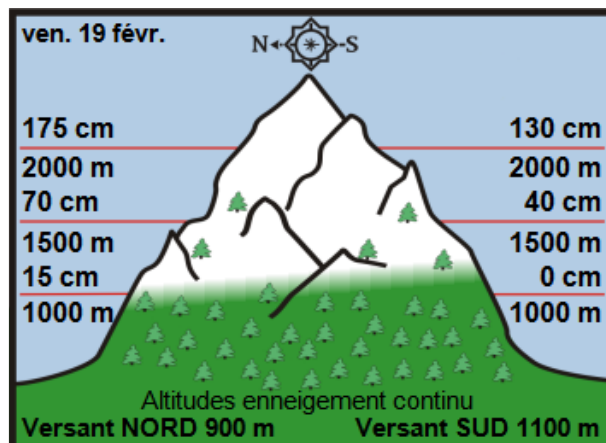 ven. 19 févr.
N S
175 cm 130 cm
2000 m 2000 m
70 cm 40 cm
1500 m 1500 m
15 cm 0 cm
1000 m 1000 m
Altitudes enneigement continu
Versant NORD 900 m Versant SUD 1100 m